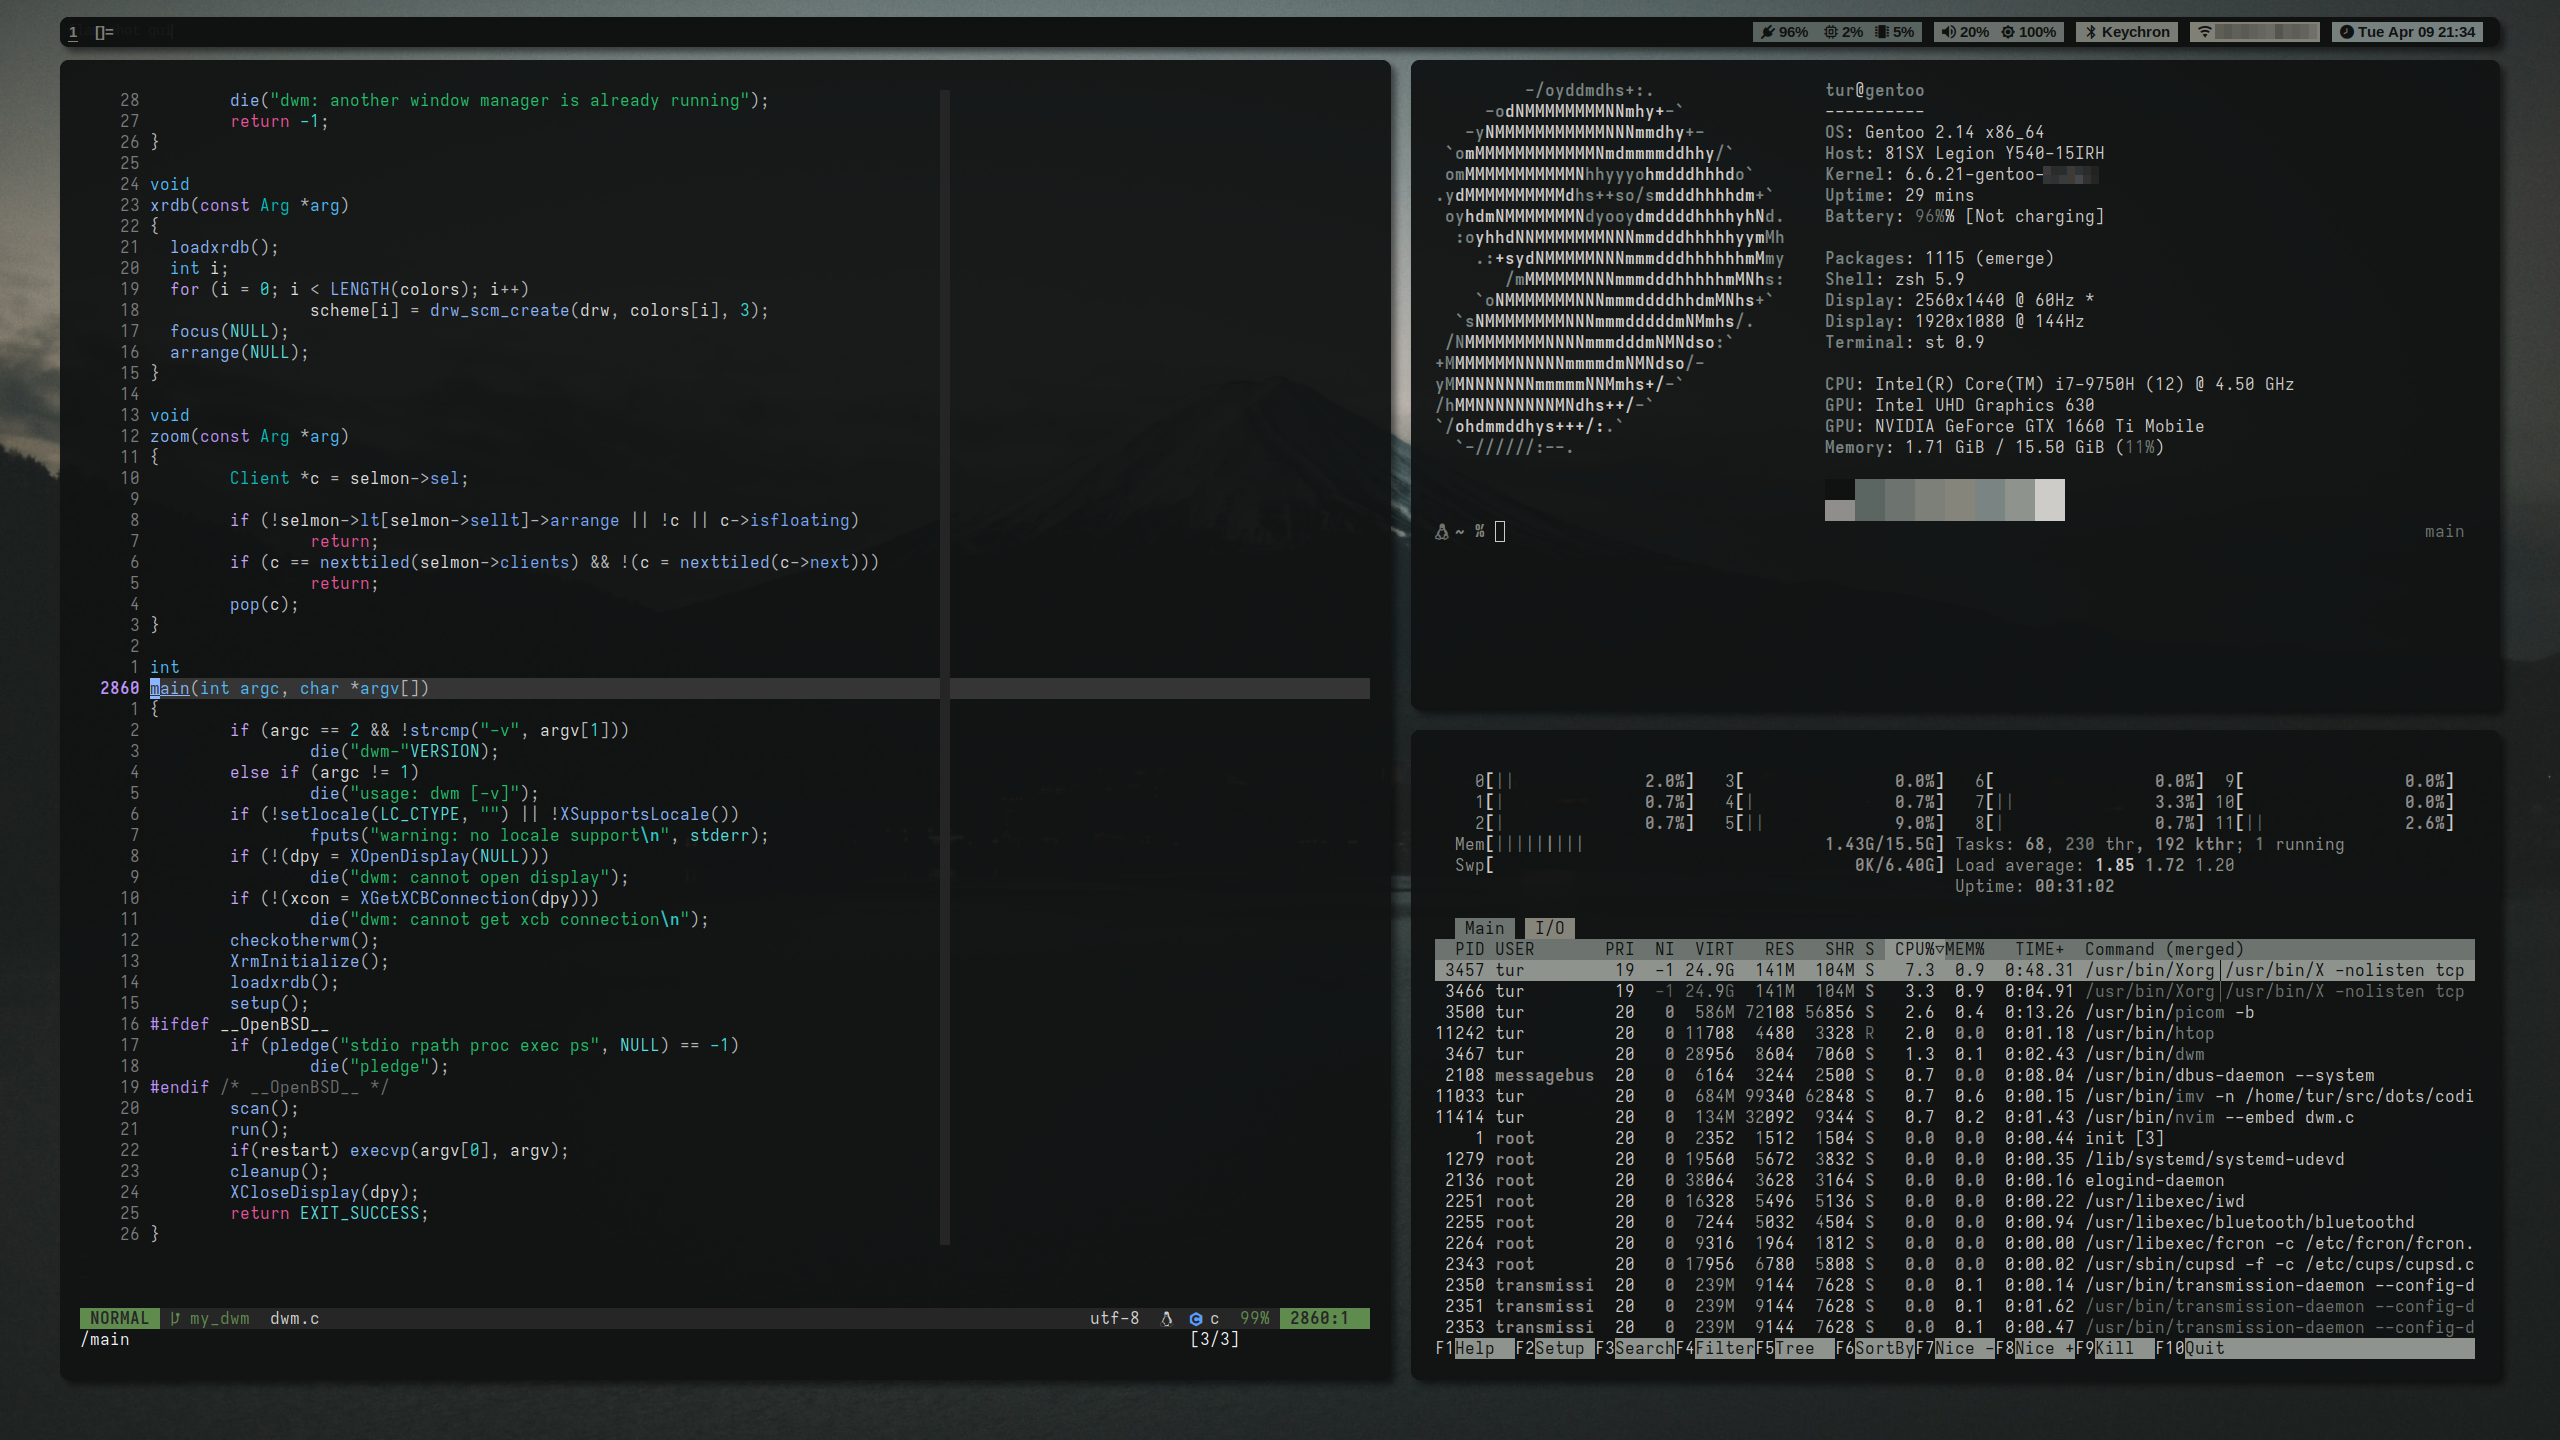 1 []=
96% 2% 5% 20% 100% Keychron Tue Apr 09 21:34
28 die("dwm: another window manager is already running");
27 return -1;
26 }
25
24 void
23 xrdb(const Arg *arg)
22 {
21 loadxrdb();
20 int i;
19 for (i = 0; i < LENGTH(colors); i++)
18 scheme[i] = drw_scm_create(drw, colors[i], 3);
17 focus(NULL);
16 arrange(NULL);
15 }
14
13 void
12 zoom(const Arg *arg)
11 {
10 Client *c = selmon->sel;
9
8 if (!selmon->lt[selmon->sellt]->arrange || !c || c->isfloating)
7 return;
6 if (c == nexttiled(selmon->clients) && !(c = nexttiled(c->next)))
5 return;
4 pop(c);
3 }
2
1 int
2860 main(int argc, char *argv[])
1 {
2 if (argc == 2 && !strcmp("-v", argv[1]))
3 die("dwm-"VERSION);
4 else if (argc != 1)
5 die("usage: dwm [-v]");
6 if (!setlocale(LC_CTYPE, "") || !XSupportsLocale())
7 fputs("warning: no locale support\n", stderr);
8 if (!(dpy = XOpenDisplay(NULL)))
9 die("dwm: cannot open display");
10 if (!(xcon = XGetXCBConnection(dpy)))
11 die("dwm: cannot get xcb connection\n");
12 checkotherwm();
13 XrmInitialize();
14 loadxrdb();
15 setup();
16 #ifdef __OpenBSD__
17 if (pledge("stdio rpath proc exec ps", NULL) == -1)
18 die("pledge");
19 #endif /* __OpenBSD__ */
20 scan();
21 run();
22 if(restart) execvp(argv[0], argv);
23 cleanup();
24 XCloseDisplay(dpy);
25 return EXIT_SUCCESS;
26 }
NORMAL my_dwm dwm.c utf-8 c 99% 2860:1
/main [3/3]
-/oyddmdhs+:.
-odNMMMMMMMMNNmhy+-`
-yNMMMMMMMMMMMNNNmmdhy+-
`omMMMMMMMMMMMMNmdmmmmddhhy/`
omMMMMMMMMMMMNhhyyyohmdddhhhdo`
.ydMMMMMMMMMMdhs++so/smdddhhhhdm+`
oyhdmNMMMMMMMNdyooydmddddhhhhyhNd.
:oyhhdNNMMMMMMMNNNmmdddhhhhhyymMh
.:+sydNMMMMMNNNmmmdddhhhhhhmMmy
/mMMMMMMNNNmmmdddhhhhhmMNhs:
`oNMMMMMMMNNNmmmddddhhdmMNhs+`
`sNMMMMMMMMNNNmmmdddddmNMmhs/.
/NMMMMMMMMNNNNmmmdddmNMNdso:`
+MMMMMMMNNNNNmmmmdmNMNdso/-
yMMNNNNNNNmmmmmNNMmhs+/-`
/hMMNNNNNNNNMNdhs++/-`
`/ohdmmddhys+++/:.`
`-//////:--.
tur@gentoo
----------
OS: Gentoo 2.14 x86_64
Host: 81SX Legion Y540-15IRH
Kernel: 6.6.21-gentoo-
Uptime: 29 mins
Battery: 96%% [Not charging]
Packages: 1115 (emerge)
Shell: zsh 5.9
Display: 2560x1440 @ 60Hz *
Display: 1920x1080 @ 144Hz
Terminal: st 0.9
CPU: Intel(R) Core(TM) i7-9750H (12) @ 4.50 GHz
GPU: Intel UHD Graphics 630
GPU: NVIDIA GeForce GTX 1660 Ti Mobile
Memory: 1.71 GiB / 15.50 GiB (11%)
~ % main
0[|| 2.0%] 3[ 0.0%] 6[ 0.0%] 9[ 0.0%]
1[| 0.7%] 4[| 0.7%] 7[|| 3.3%] 10[ 0.0%]
2[| 0.7%] 5[|| 9.0%] 8[| 0.7%] 11[|| 2.6%]
Mem[||||||||| 1.43G/15.5G] Tasks: 68, 230 thr, 192 kthr; 1 running
Swp[ 0K/6.40G] Load average: 1.85 1.72 1.20
Uptime: 00:31:02
Main I/O
PID USER PRI NI VIRT RES SHR S CPU%▽MEM% TIME+ Command (merged)
3457 tur 19 -1 24.9G 141M 104M S 7.3 0.9 0:48.31 /usr/bin/Xorg│/usr/bin/X -nolisten tcp
3466 tur 19 -1 24.9G 141M 104M S 3.3 0.9 0:04.91 /usr/bin/Xorg│/usr/bin/X -nolisten tcp
3500 tur 20 0 586M 72108 56856 S 2.6 0.4 0:13.26 /usr/bin/picom -b
11242 tur 20 0 11708 4480 3328 R 2.0 0.0 0:01.18 /usr/bin/htop
3467 tur 20 0 28956 8604 7060 S 1.3 0.1 0:02.43 /usr/bin/dwm
2108 messagebus 20 0 6164 3244 2500 S 0.7 0.0 0:08.04 /usr/bin/dbus-daemon --system
11033 tur 20 0 684M 99340 62848 S 0.7 0.6 0:00.15 /usr/bin/imv -n /home/tur/src/dots/codi
11414 tur 20 0 134M 32092 9344 S 0.7 0.2 0:01.43 /usr/bin/nvim --embed dwm.c
1 root 20 0 2352 1512 1504 S 0.0 0.0 0:00.44 init [3]
1279 root 20 0 19560 5672 3832 S 0.0 0.0 0:00.35 /lib/systemd/systemd-udevd
2136 root 20 0 38064 3628 3164 S 0.0 0.0 0:00.16 elogind-daemon
2251 root 20 0 16328 5496 5136 S 0.0 0.0 0:00.22 /usr/libexec/iwd
2255 root 20 0 7244 5032 4504 S 0.0 0.0 0:00.94 /usr/libexec/bluetooth/bluetoothd
2264 root 20 0 9316 1964 1812 S 0.0 0.0 0:00.00 /usr/libexec/fcron -c /etc/fcron/fcron.
2343 root 20 0 17956 6780 5808 S 0.0 0.0 0:00.02 /usr/sbin/cupsd -f -c /etc/cups/cupsd.c
2350 transmissi 20 0 239M 9144 7628 S 0.0 0.1 0:00.14 /usr/bin/transmission-daemon --config-d
2351 transmissi 20 0 239M 9144 7628 S 0.0 0.1 0:01.62 /usr/bin/transmission-daemon --config-d
2353 transmissi 20 0 239M 9144 7628 S 0.0 0.1 0:00.47 /usr/bin/transmission-daemon --config-d
F1Help F2Setup F3SearchF4FilterF5Tree F6SortByF7Nice -F8Nice +F9Kill F10Quit